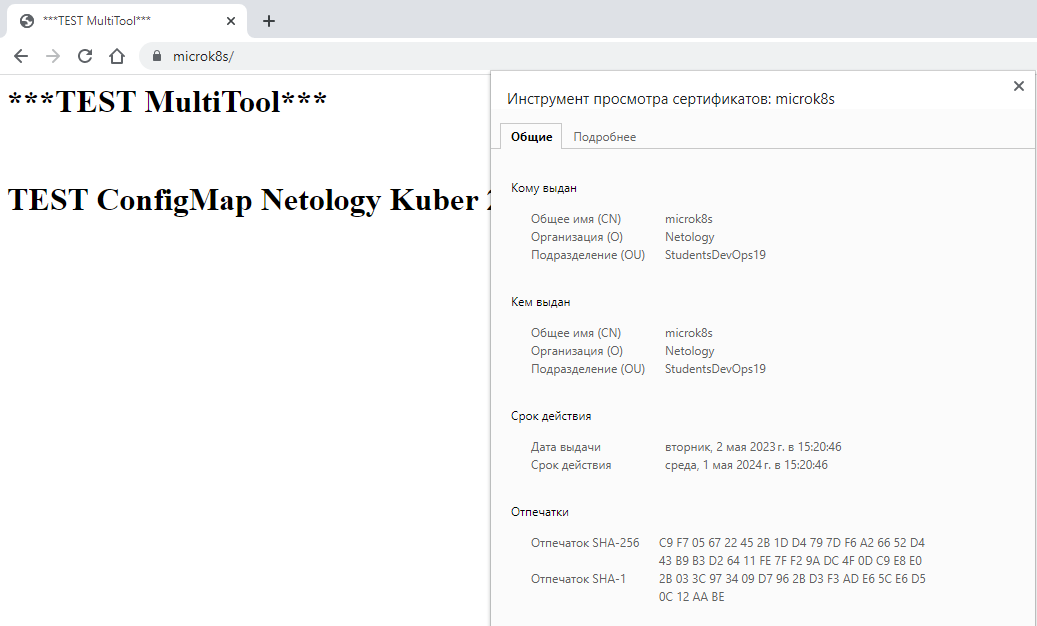 ***TEST MultiTool***
microk8s/
***TEST MultiTool***
TEST ConfigMap Netology Kuber
Инструмент просмотра сертификатов: microk8s
Общие Подробнее
Кому выдан
Общее имя (CN) microk8s
Организация (O) Netology
Подразделение (OU) StudentsDevOps19
Кем выдан
Общее имя (CN) microk8s
Организация (O) Netology
Подразделение (OU) StudentsDevOps19
Срок действия
Дата выдачи вторник, 2 мая 2023 г. в 15:20:46
Срок действия среда, 1 мая 2024 г. в 15:20:46
Отпечатки
Отпечаток SHA-256 C9 F7 05 67 22 45 2B 1D D4 79 7D F6 A2 66 52 D4
43 B9 B3 D2 64 11 FE 7F F2 9A DC 4F 0D C9 E8 E0
Отпечаток SHA-1 2B 03 3C 97 34 09 D7 96 2B D3 F3 AD E6 5C E6 D5
0C 12 AA BE